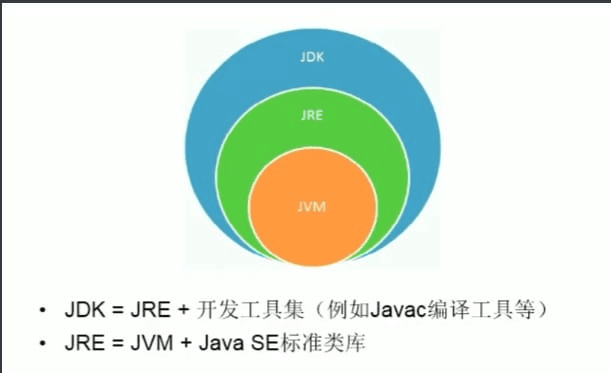 JDK
JRE
JVM
• JDK = JRE + 开发工具集（例如Javac编译工具等）
• JRE = JVM + Java SE标准类库